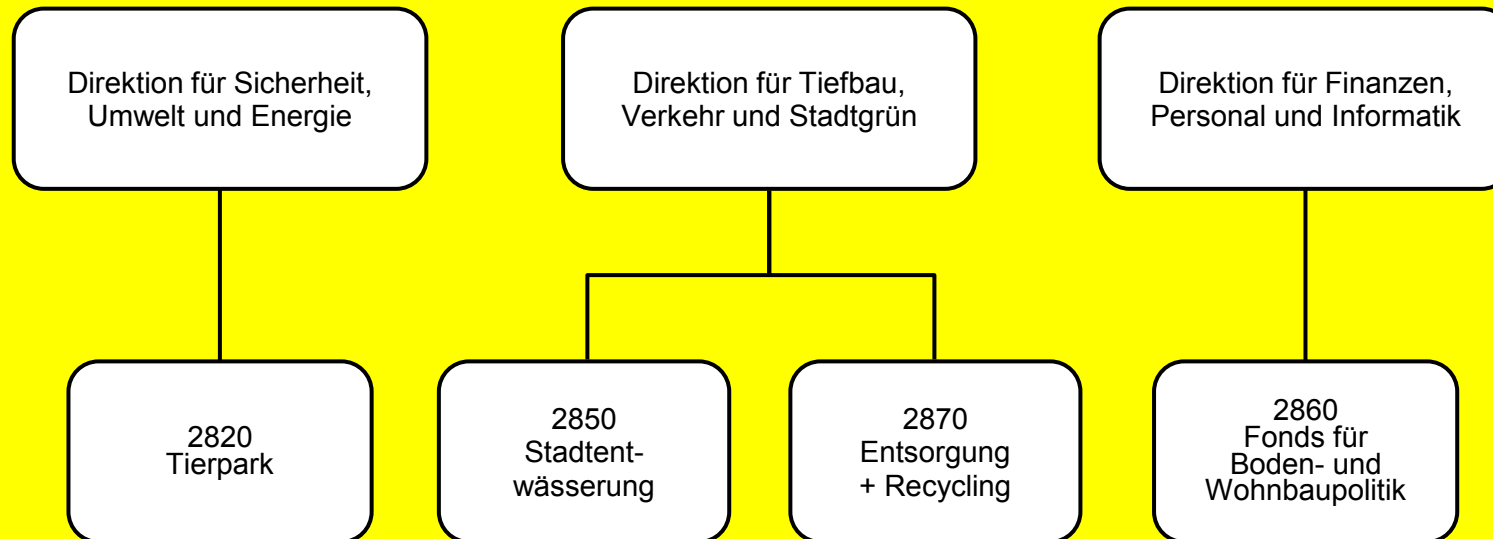 Direktion für Sicherheit,
Umwelt und Energie
Direktion für Tiefbau,
Verkehr und Stadtgrün
Direktion für Finanzen,
Personal und Informatik
2820
Tierpark
2850
Stadtent-
wässerung
2870
Entsorgung
+ Recycling
2860
Fonds für
Boden- und
Wohnbaupolitik